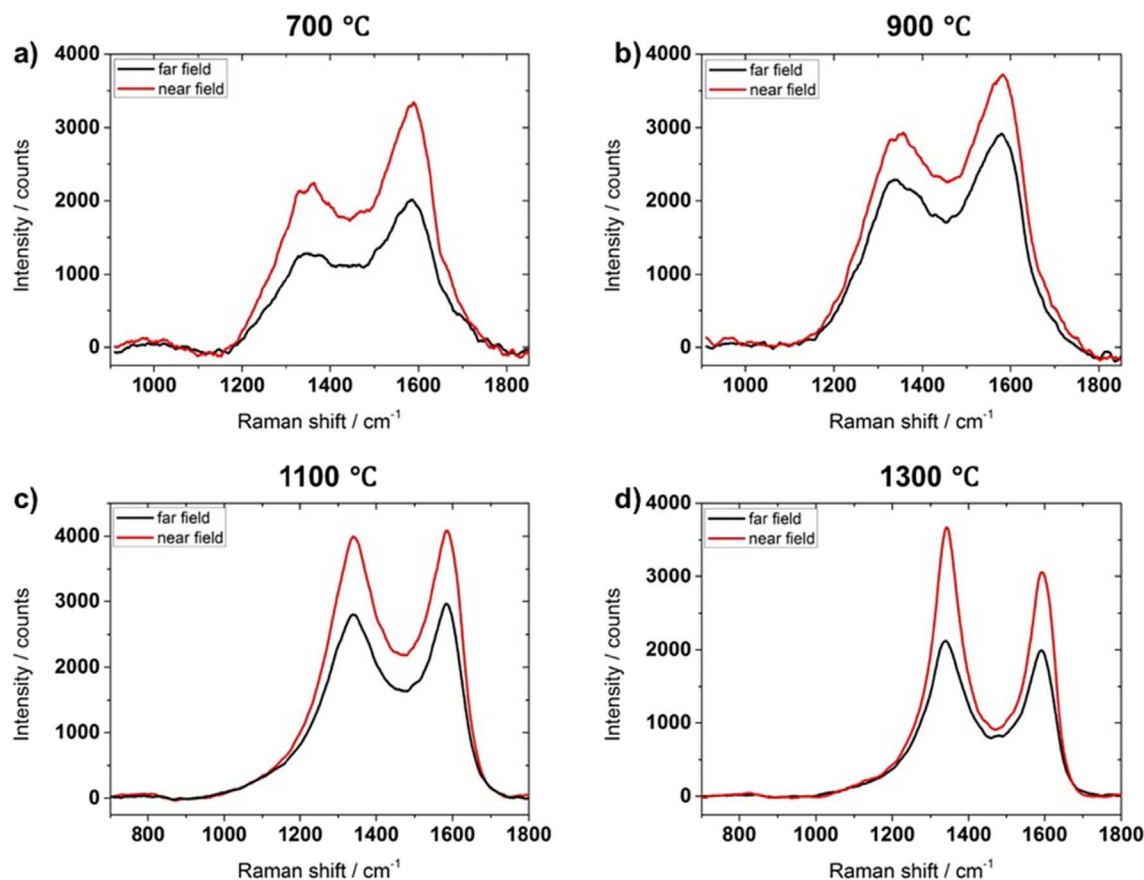 700 °C
a)
4000
3000
2000
1000
0
Intensity / counts
far field
near field
1000 1200 1400 1600 1800
Raman shift / cm⁻¹
900 °C
b)
4000
3000
2000
1000
0
Intensity / counts
far field
near field
1000 1200 1400 1600 1800
Raman shift / cm⁻¹
1100 °C
c)
4000
3000
2000
1000
0
Intensity / counts
far field
near field
800 1000 1200 1400 1600 1800
Raman shift / cm⁻¹
1300 °C
d)
4000
3500
3000
2500
2000
1500
1000
500
0
Intensity / counts
far field
near field
800 1000 1200 1400 1600 1800
Raman shift / cm⁻¹